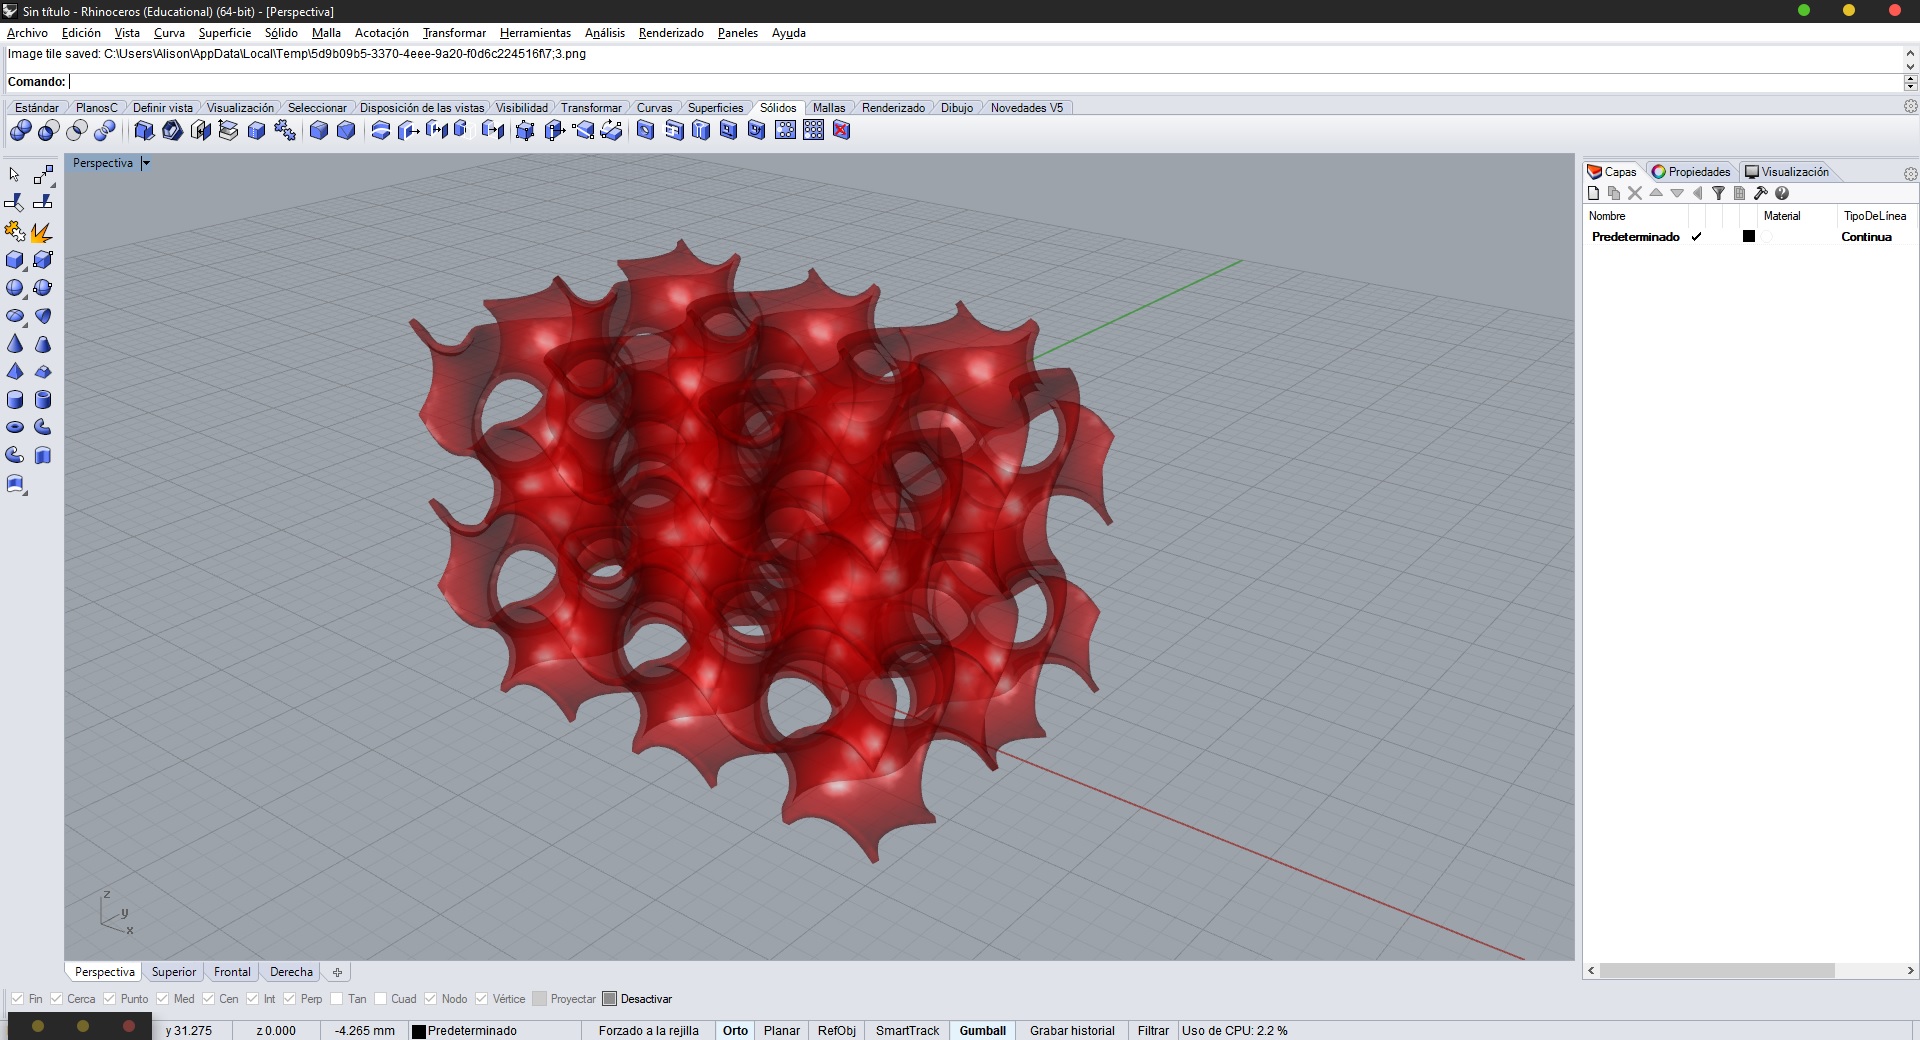 Sin título - Rhinoceros (Educational) (64-bit) - [Perspectiva]
Archivo Edición Vista Curva Superficie Sólido Malla Acotación Transformar Herramientas Análisis Renderizado Paneles Ayuda
Image tile saved: C:\Users\Alison\AppData\Local\Temp\5d9b09b5-3370-4eee-9a20-f0d6c224516f\7;3.png
Comando:
Estándar PlanosC Definir vista Visualización Seleccionar Disposición de las vistas Visibilidad Transformar Curvas Superficies Sólidos Mallas Renderizado Dibujo Novedades V5
Perspectiva
Capas Propiedades Visualización
Nombre Material TipoDeLínea
Predeterminado Continua
z
y
x
Perspectiva Superior Frontal Derecha
Fin Cerca Punto Med Cen Int Perp Tan Cuad Nodo Vértice Proyectar Desactivar
y 31.275 z 0.000 -4.265 mm Predeterminado Forzado a la rejilla Orto Planar RefObj SmartTrack Gumball Grabar historial Filtrar Uso de CPU: 2.2 %